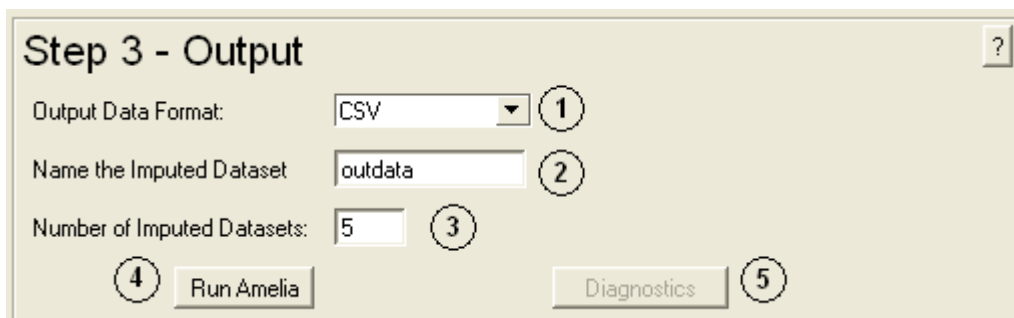 Step 3 - Output
?
Output Data Format: CSV 1
Name the Imputed Dataset outdata 2
Number of Imputed Datasets: 5 3
4 Run Amelia Diagnostics 5